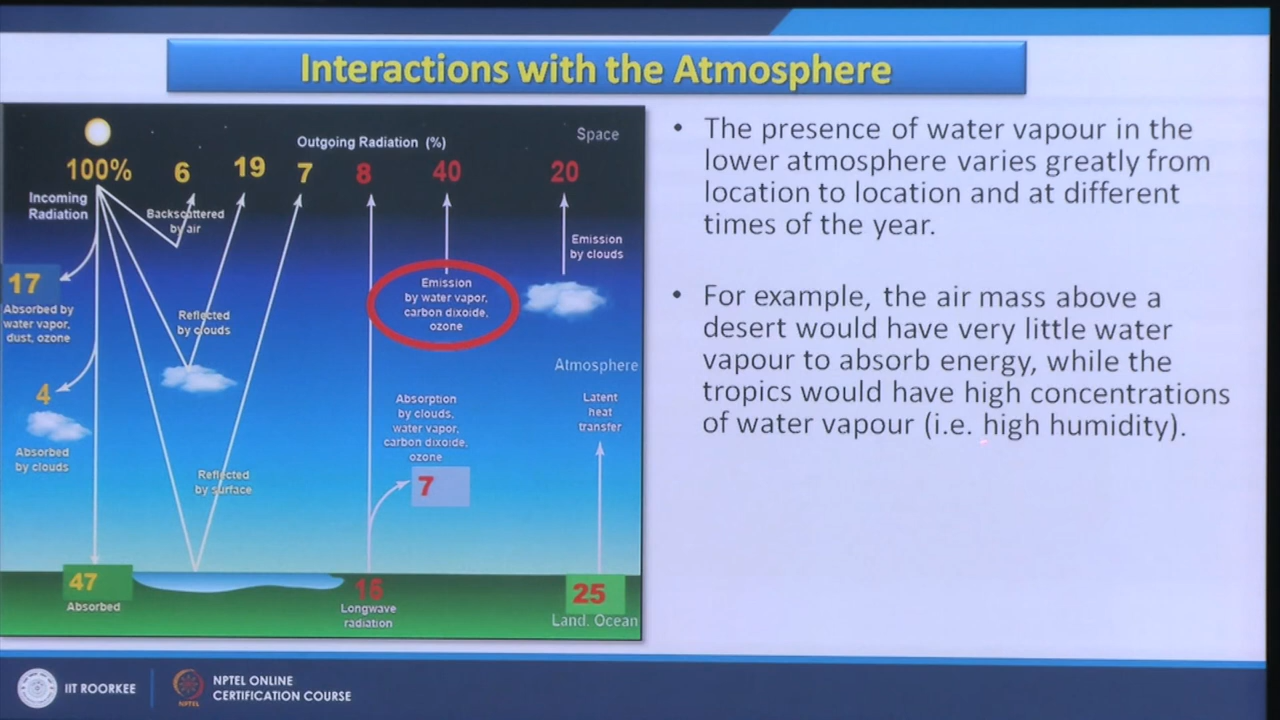 Interactions with the Atmosphere
Outgoing Radiation (%)
Space
100%
6
19
7
8
40
20
Incoming
Radiation
Backscattered
by air
Emission
by clouds
17
Absorbed by
water vapor,
dust, ozone
Reflected
by clouds
Emission
by water vapor,
carbon dixoide,
ozone
Atmosphere
4
Absorbed
by clouds
Absorption
by clouds,
water vapor,
carbon dixoide,
ozone
7
Latent
heat
transfer
Reflected
by surface
47
Absorbed
15
Longwave
radiation
25
Land. Ocean
• The presence of water vapour in the
lower atmosphere varies greatly from
location to location and at different
times of the year.
• For example, the air mass above a
desert would have very little water
vapour to absorb energy, while the
tropics would have high concentrations
of water vapour (i.e. high humidity).
IIT ROORKEE
NPTEL
NPTEL ONLINE
CERTIFICATION COURSE